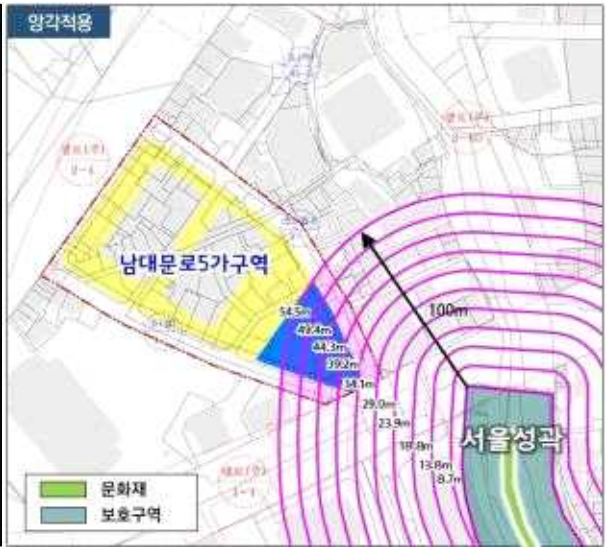 앙각적용
남대문로5가구역
54.5m
49.4m
44.3m
39.2m
34.1m
29.0m
23.9m
18.8m
13.8m
8.7m
100m
서울성곽
문화재
보호구역